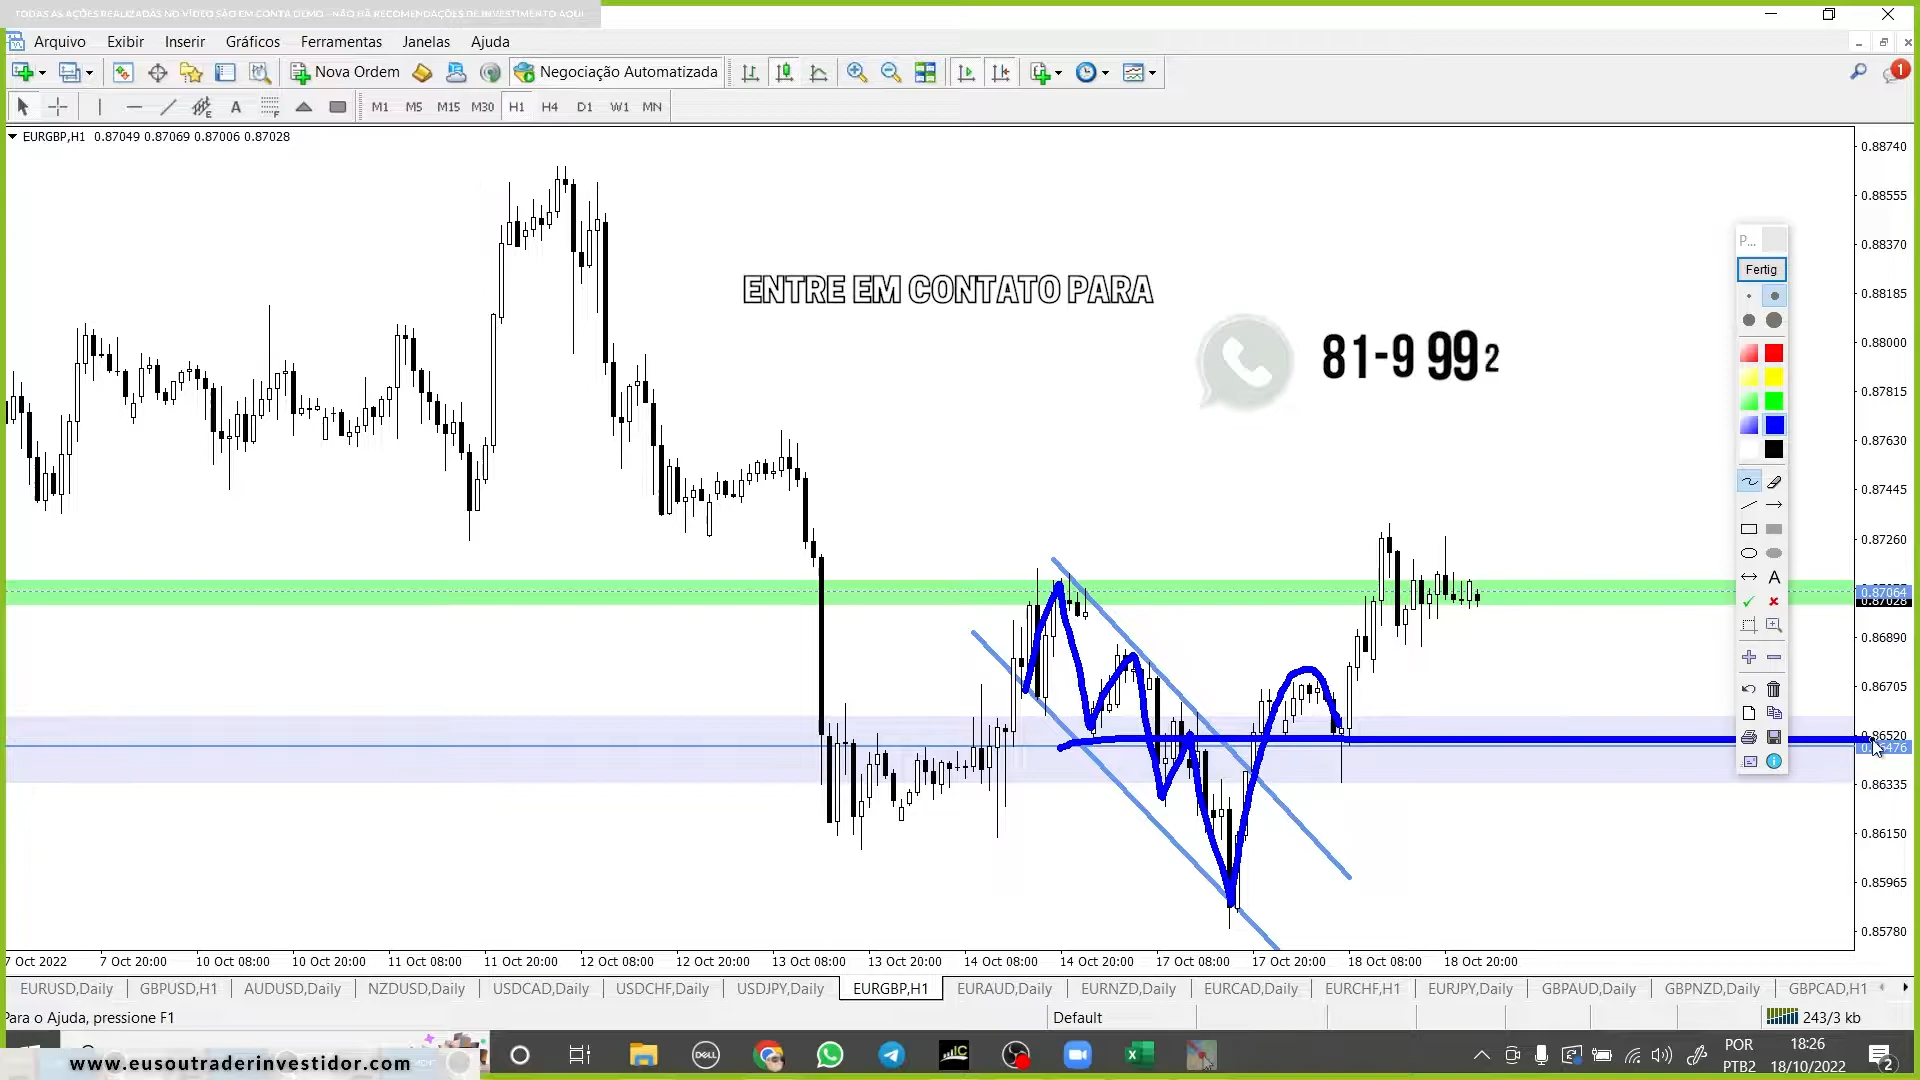 TODAS AS AÇÕES REALIZADAS NO VÍDEO SÃO EM CONTA DEMO - NÃO HÁ RECOMENDAÇÕES DE INVESTIMENTO AQUI
Arquivo Exibir Inserir Gráficos Ferramentas Janelas Ajuda
Nova Ordem Negociação Automatizada 1
A F M1 M5 M15 M30 H1 H4 D1 W1 MN
EURGBP,H1 0.87049 0.87069 0.87006 0.87028
0.88740
0.88555
P...
0.88370
Fertig
ENTRE EM CONTATO PARA
0.88185
81-9 992
0.88000
0.87815
0.87630
0.87445
0.87260
A
0.87064
0.87028
0.86890
0.86705
0.86520
0.86335
0.86150
0.85965
0.85780
7 Oct 2022 7 Oct 20:00 10 Oct 08:00 10 Oct 20:00 11 Oct 08:00 11 Oct 20:00 12 Oct 08:00 12 Oct 20:00 13 Oct 08:00 13 Oct 20:00 14 Oct 08:00 14 Oct 20:00 17 Oct 08:00 17 Oct 20:00 18 Oct 08:00 18 Oct 20:00
EURUSD,Daily GBPUSD,H1 AUDUSD,Daily NZDUSD,Daily USDCAD,Daily USDCHF,Daily USDJPY,Daily EURGBP,H1 EURAUD,Daily EURNZD,Daily EURCAD,Daily EURCHF,H1 EURJPY,Daily GBPAUD,Daily GBPNZD,Daily GBPCAD,H1
Para o Ajuda, pressione F1 Default 243/3 kb
www.eusoutraderinvestidor.com
DELL
IC
POR
PTB2
18:26
18/10/2022
2